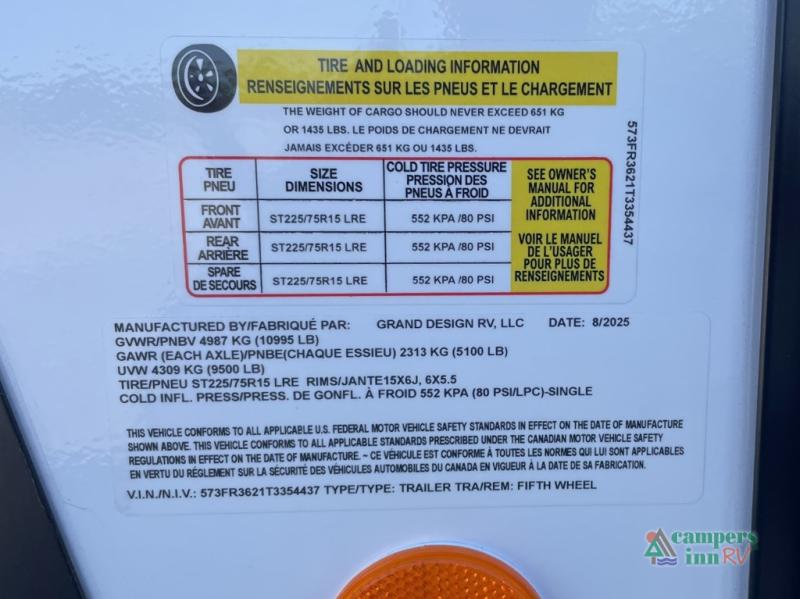 TIRE AND LOADING INFORMATION
RENSEIGNEMENTS SUR LES PNEUS ET LE CHARGEMENT
THE WEIGHT OF CARGO SHOULD NEVER EXCEED 651 KG
OR 1435 LBS. LE POIDS DE CHARGEMENT NE DEVRAIT
JAMAIS EXCÉDER 651 KG OU 1435 LBS.
TIRE
PNEU
SIZE
DIMENSIONS
COLD TIRE PRESSURE
PRESSION DES
PNEUS À FROID
FRONT
AVANT
ST225/75R15 LRE
552 KPA /80 PSI
REAR
ARRIÈRE
ST225/75R15 LRE
552 KPA /80 PSI
SPARE
DE SECOURS
ST225/75R15 LRE
552 KPA /80 PSI
SEE OWNER'S
MANUAL FOR
ADDITIONAL
INFORMATION
VOIR LE MANUEL
DE L'USAGER
POUR PLUS DE
RENSEIGNEMENTS
573FR3621T3354437
MANUFACTURED BY/FABRIQUÉ PAR: GRAND DESIGN RV, LLC DATE: 8/2025
GVWR/PNBV 4987 KG (10995 LB)
GAWR (EACH AXLE)/PNBE(CHAQUE ESSIEU) 2313 KG (5100 LB)
UVW 4309 KG (9500 LB)
TIRE/PNEU ST225/75R15 LRE RIMS/JANTE15X6J, 6X5.5
COLD INFL. PRESS/PRESS. DE GONFL. À FROID 552 KPA (80 PSI/LPC)-SINGLE
THIS VEHICLE CONFORMS TO ALL APPLICABLE U.S. FEDERAL MOTOR VEHICLE SAFETY STANDARDS IN EFFECT ON THE DATE OF MANUFACTURE
SHOWN ABOVE. THIS VEHICLE CONFORMS TO ALL APPLICABLE STANDARDS PRESCRIBED UNDER THE CANADIAN MOTOR VEHICLE SAFETY
REGULATIONS IN EFFECT ON THE DATE OF MANUFACTURE. ~ CE VÉHICULE EST CONFORME À TOUTES LES NORMES QUI LUI SONT APPLICABLES
EN VERTU DU RÉGLEMENT SUR LA SÉCURITÉ DES VÉHICULES AUTOMOBILES DU CANADA EN VIGUEUR À LA DATE DE SA FABRICATION.
V.I.N./N.I.V.: 573FR3621T3354437 TYPE/TYPE: TRAILER TRA/REM: FIFTH WHEEL
campers
inn RV